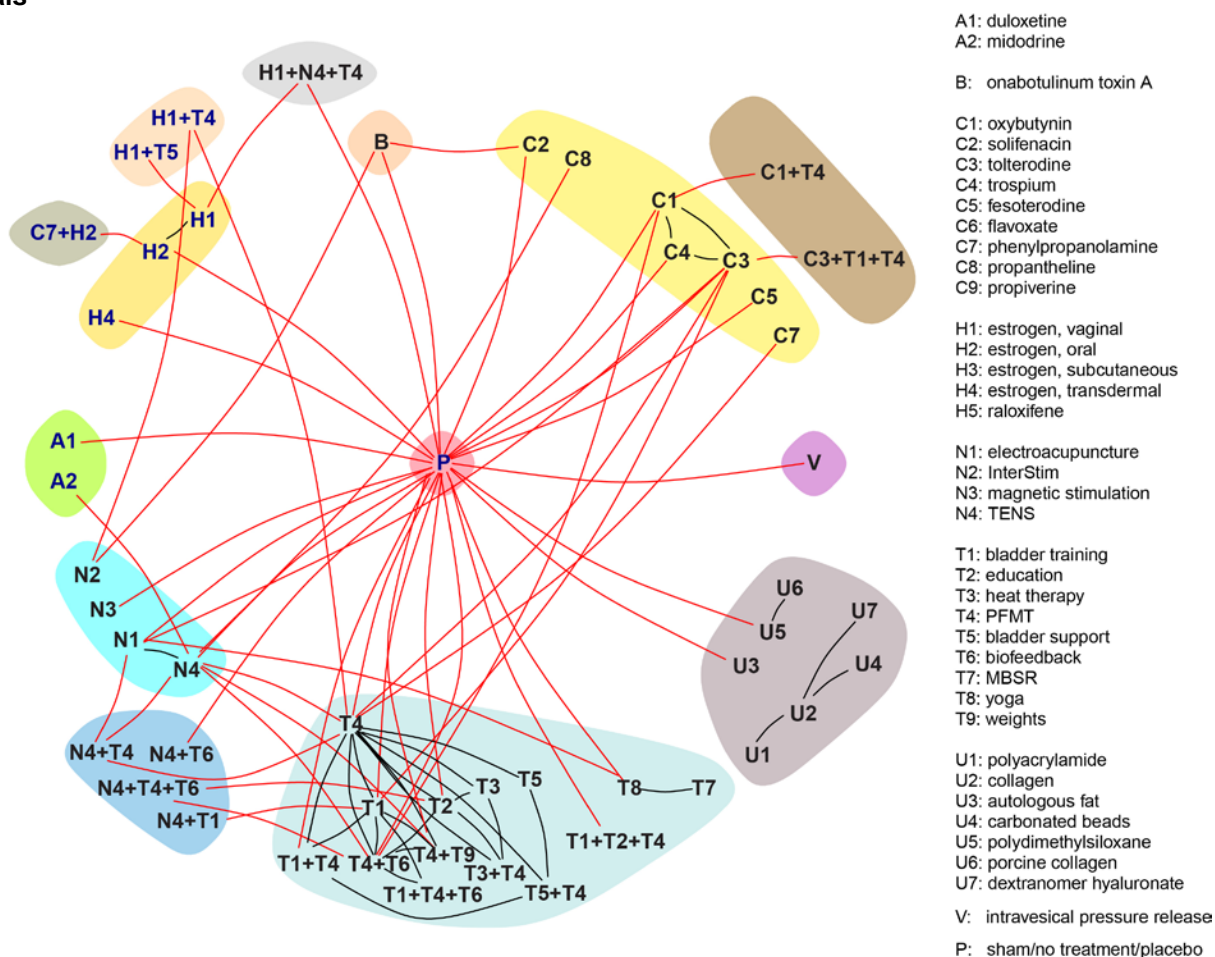 H1+N4+T4
H1+T4
H1+T5
B
C2
C8
C1
C1+T4
H1
C7+H2
H2
C4
C3
C3+T1+T4
C5
H4
C7
A1
P
V
A2
N2
N3
U6
U7
N1
U5
N4
U3
U4
U2
T4
N4+T4
N4+T6
U1
N4+T4+T6
T5
T3
T8
T7
T1
T2
N4+T1
T1+T2+T4
T1+T4
T4+T6
T4+T9
T3+T4
T1+T4+T6
T5+T4
A1: duloxetine
A2: midodrine
B: onabotulinum toxin A
C1: oxybutynin
C2: solifenacin
C3: tolterodine
C4: trospium
C5: fesoterodine
C6: flavoxate
C7: phenylpropanolamine
C8: propantheline
C9: propiverine
H1: estrogen, vaginal
H2: estrogen, oral
H3: estrogen, subcutaneous
H4: estrogen, transdermal
H5: raloxifene
N1: electroacupuncture
N2: InterStim
N3: magnetic stimulation
N4: TENS
T1: bladder training
T2: education
T3: heat therapy
T4: PFMT
T5: bladder support
T6: biofeedback
T7: MBSR
T8: yoga
T9: weights
U1: polyacrylamide
U2: collagen
U3: autologous fat
U4: carbonated beads
U5: polydimethylsiloxane
U6: porcine collagen
U7: dextranomer hyaluronate
V: intravesical pressure release
P: sham/no treatment/placebo